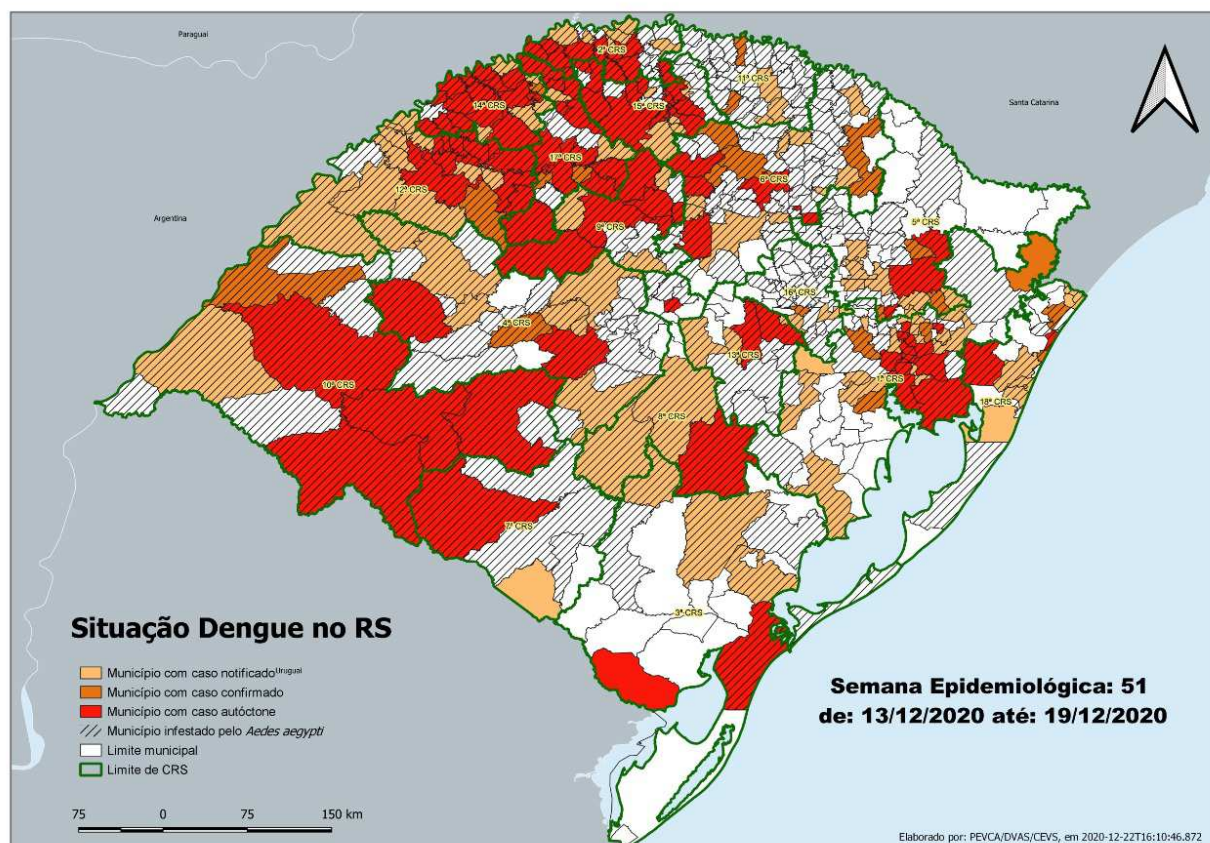 Paraguai
Santa Catarina
Argentina
2ª CRS
11ª CRS
14ª CRS
15ª CRS
17ª CRS
6ª CRS
12ª CRS
5ª CRS
9ª CRS
16ª CRS
4ª CRS
13ª CRS
10ª CRS
1ª CRS
18ª CRS
8ª CRS
7ª CRS
3ª CRS
Situação Dengue no RS
Município com caso notificado
Uruguai
Município com caso confirmado
Município com caso autóctone
Município infestado pelo Aedes aegypti
Limite municipal
Limite de CRS
75 0 75 150 km
Semana Epidemiológica: 51
de: 13/12/2020 até: 19/12/2020
Elaborado por: PEVCA/DVAS/CEVS, em 2020-12-22T16:10:46.872